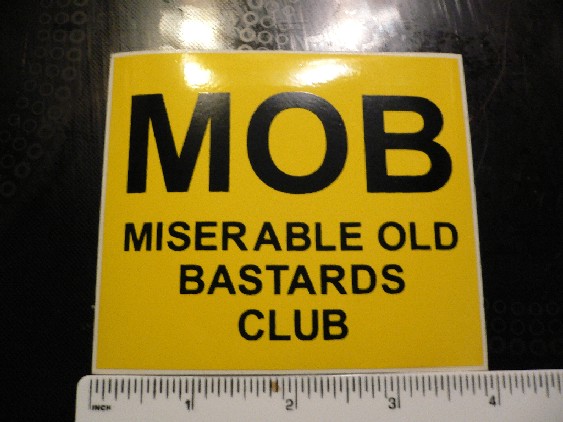 MOB
MISERABLE OLD
BASTARDS
CLUB
INCH 1 2 3 4